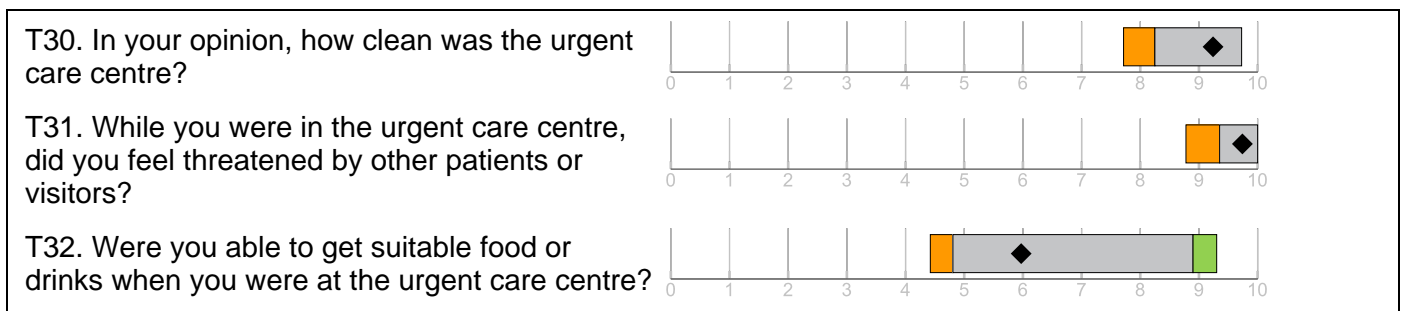 T30. In your opinion, how clean was the urgent
care centre?
0 1 2 3 4 5 6 7 8 9 10
T31. While you were in the urgent care centre,
did you feel threatened by other patients or
visitors?
0 1 2 3 4 5 6 7 8 9 10
T32. Were you able to get suitable food or
drinks when you were at the urgent care centre?
0 1 2 3 4 5 6 7 8 9 10